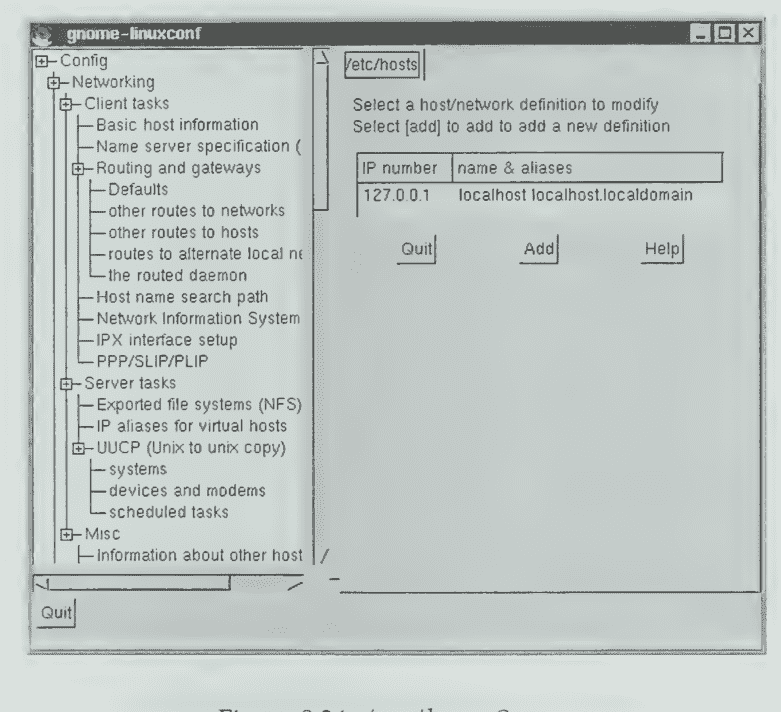 gnome-linuxconf
Config
Networking
Client tasks
Basic host information
Name server specification (
Routing and gateways
Defaults
other routes to networks
other routes to hosts
routes to alternate local ne
the routed daemon
Host name search path
Network Information System
IPX interface setup
PPP/SLIP/PLIP
Server tasks
Exported file systems (NFS)
IP aliases for virtual hosts
UUCP (Unix to unix copy)
systems
devices and modems
scheduled tasks
Misc
Information about other host
Quit
/etc/hosts
Select a host/network definition to modify
Select [add] to add to add a new definition
IP number name & aliases
127.0.0.1 localhost localhost.localdomain
Quit Add Help